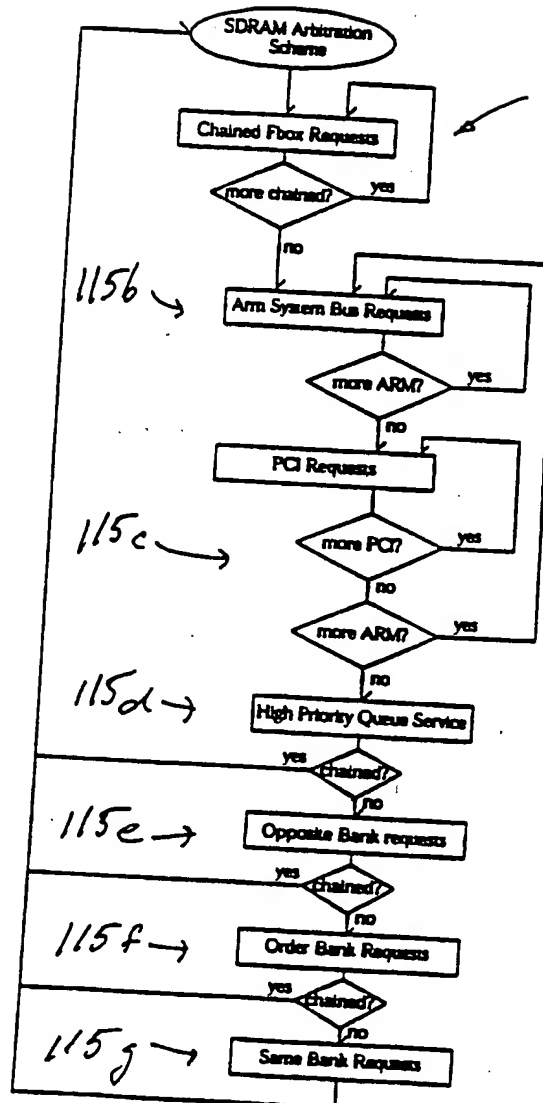 SDRAM Arbitration
Scheme
Chained Fbox Requests
more chained?
yes
no
115b
Arm System Bus Requests
more ARM?
yes
no
PCI Requests
115c
more PCI?
yes
no
more ARM?
yes
no
115d
High Priority Queue Service
yes
chained?
no
115e
Opposite Bank requests
yes
chained?
no
115f
Order Bank Requests
yes
chained?
no
115g
Same Bank Requests